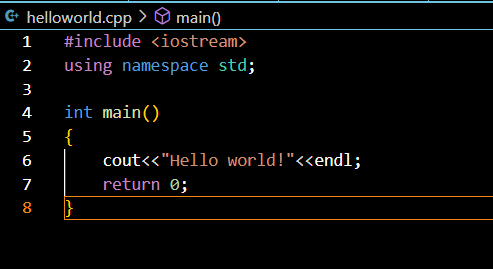 helloworld.cpp > main()
1 #include <iostream>
2 using namespace std;
3
4 int main()
5 {
6     cout<<"Hello world!"<<endl;
7     return 0;
8 }